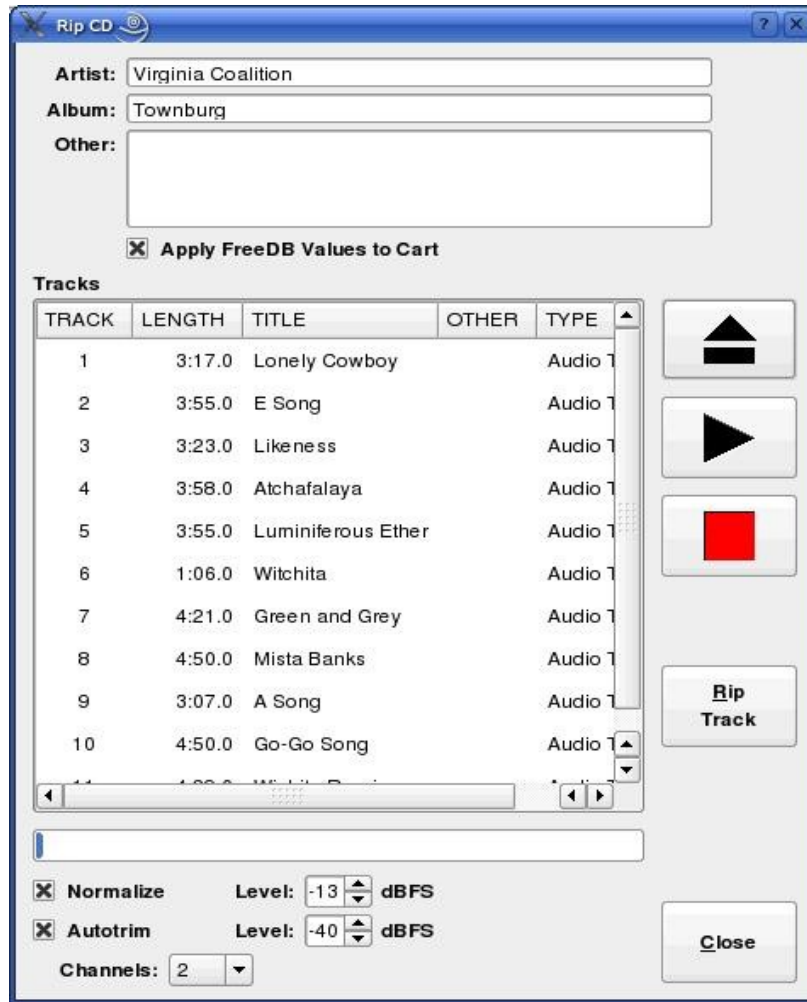 Rip CD
Artist: Virginia Coalition
Album: Townburg
Other:
Apply FreeDB Values to Cart
Tracks
TRACK LENGTH TITLE OTHER TYPE
1 3:17.0 Lonely Cowboy Audio T
2 3:55.0 E Song Audio T
3 3:23.0 Likeness Audio T
4 3:58.0 Atchafalaya Audio T
5 3:55.0 Luminiferous Ether Audio T
6 1:06.0 Witchita Audio T
7 4:21.0 Green and Grey Audio T
8 4:50.0 Mista Banks Audio T
9 3:07.0 A Song Audio T
10 4:50.0 Go-Go Song Audio T
Rip
Track
Normalize Level: -13 dBFS
Autotrim Level: -40 dBFS
Channels: 2
Close